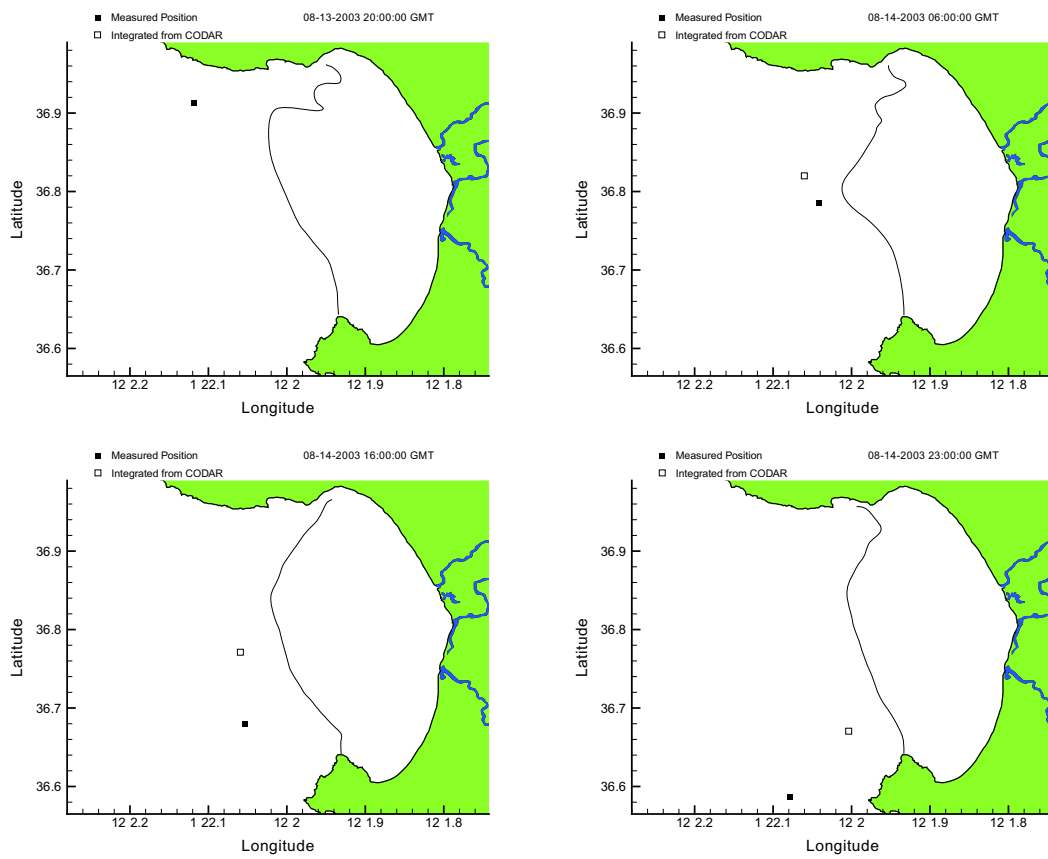 Measured Position 08-13-2003 20:00:00 GMT
Integrated from CODAR
36.9
36.8
36.7
36.6
Latitude
12 2.2 1 22.1 12 2 12 1.9 12 1.8
Longitude
Measured Position 08-14-2003 06:00:00 GMT
Integrated from CODAR
36.9
36.8
36.7
36.6
Latitude
12 2.2 1 22.1 12 2 12 1.9 12 1.8
Longitude
Measured Position 08-14-2003 16:00:00 GMT
Integrated from CODAR
36.9
36.8
36.7
36.6
Latitude
12 2.2 1 22.1 12 2 12 1.9 12 1.8
Longitude
Measured Position 08-14-2003 23:00:00 GMT
Integrated from CODAR
36.9
36.8
36.7
36.6
Latitude
12 2.2 1 22.1 12 2 12 1.9 12 1.8
Longitude